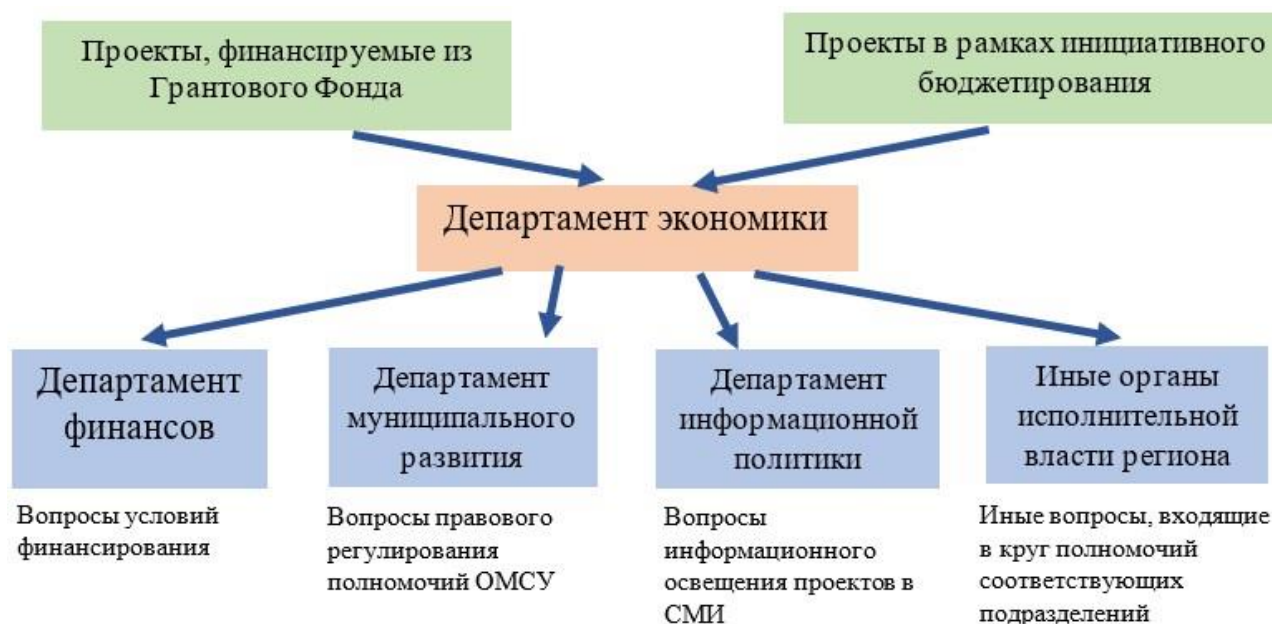 Проекты, финансируемые из
Грантового Фонда
Проекты в рамках инициативного
бюджетирования
Департамент экономики
Департамент
финансов
Департамент
муниципального
развития
Департамент
информационной
политики
Иные органы
исполнительной
власти региона
Вопросы условий
финансирования
Вопросы правового
регулирования
полномочий ОМСУ
Вопросы
информационного
освещения проектов в
СМИ
Иные вопросы, входящие
в круг полномочий
соответствующих
подразделений